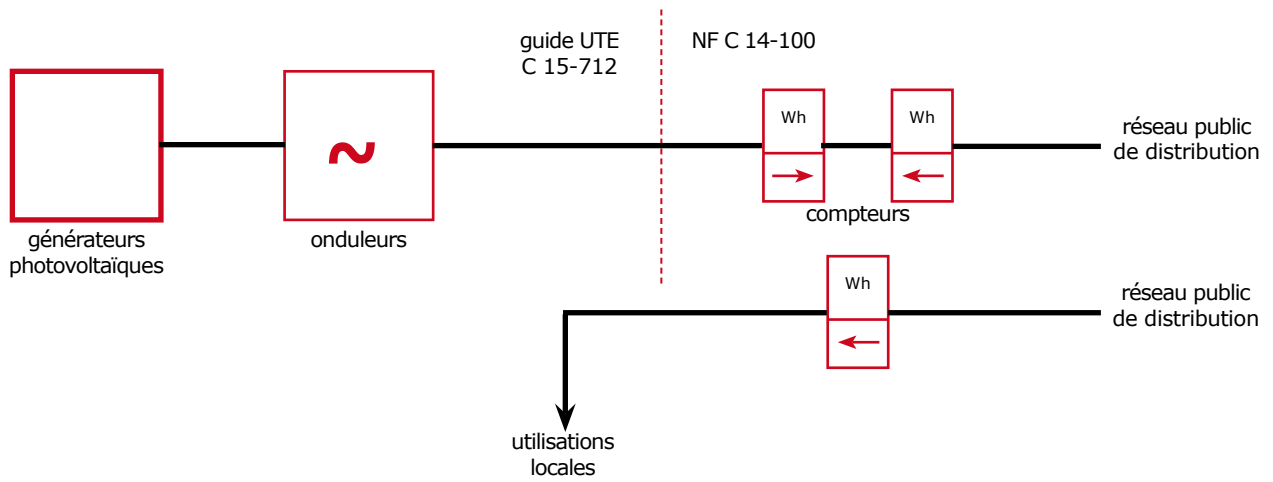 guide UTE
C 15-712
NF C 14-100
Wh
Wh
réseau public
de distribution
~
compteurs
générateurs
photovoltaïques
onduleurs
Wh
réseau public
de distribution
utilisations
locales